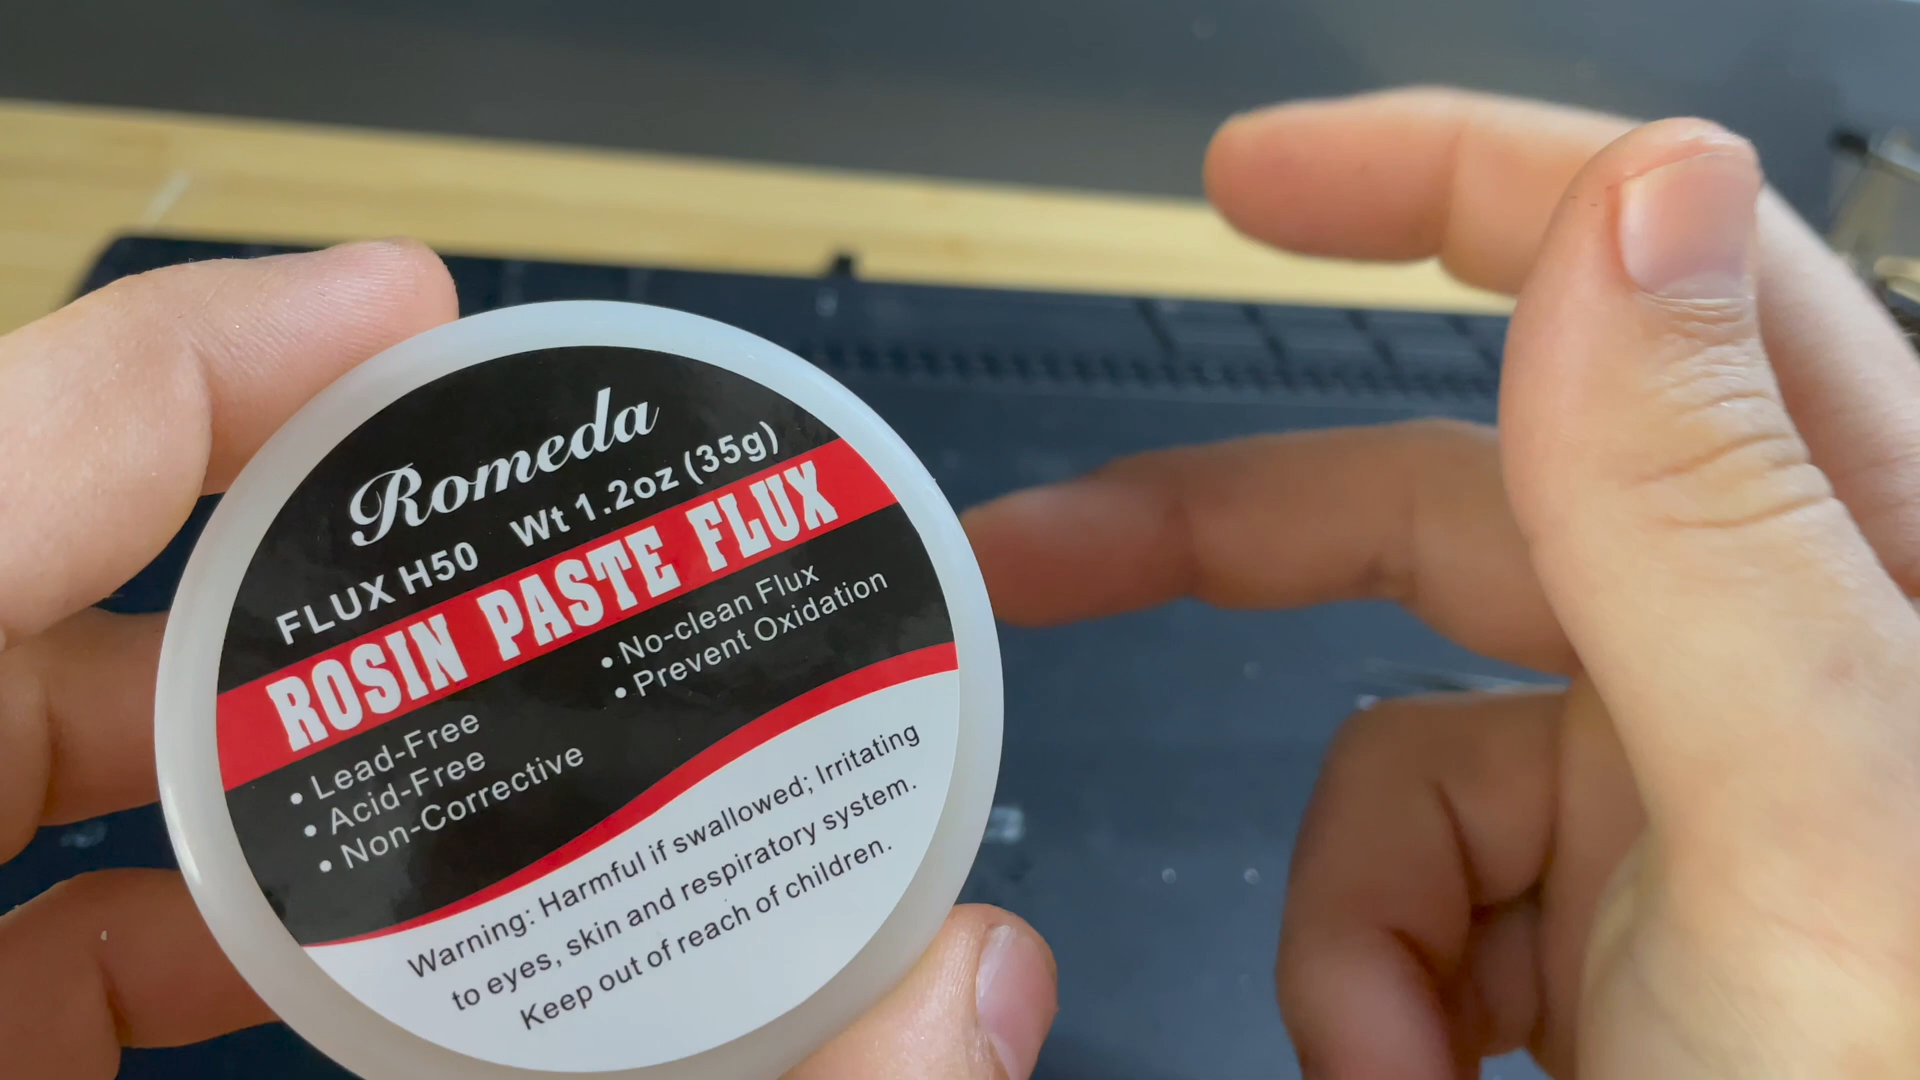 Romeda
FLUX H50 Wt 1.2oz (35g)
ROSIN PASTE FLUX
• Lead-Free
• Acid-Free
• Non-Corrective
• No-clean Flux
• Prevent Oxidation
Warning: Harmful if swallowed; Irritating
to eyes, skin and respiratory system.
Keep out of reach of children.